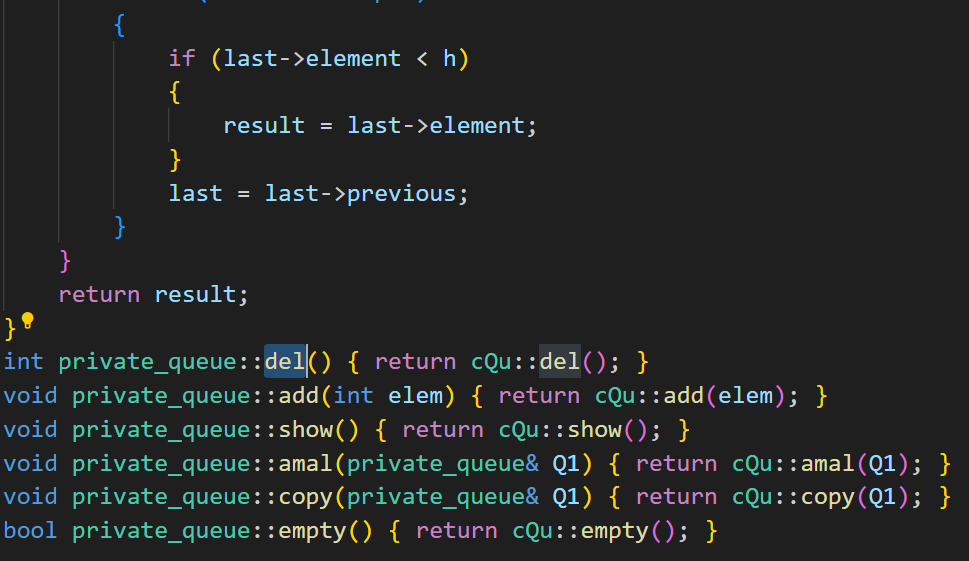 {
if (last->element < h)
{
result = last->element;
}
last = last->previous;
}
}
return result;
}
int private_queue::del() { return cQu::del(); }
void private_queue::add(int elem) { return cQu::add(elem); }
void private_queue::show() { return cQu::show(); }
void private_queue::amal(private_queue& Q1) { return cQu::amal(Q1); }
void private_queue::copy(private_queue& Q1) { return cQu::copy(Q1); }
bool private_queue::empty() { return cQu::empty(); }